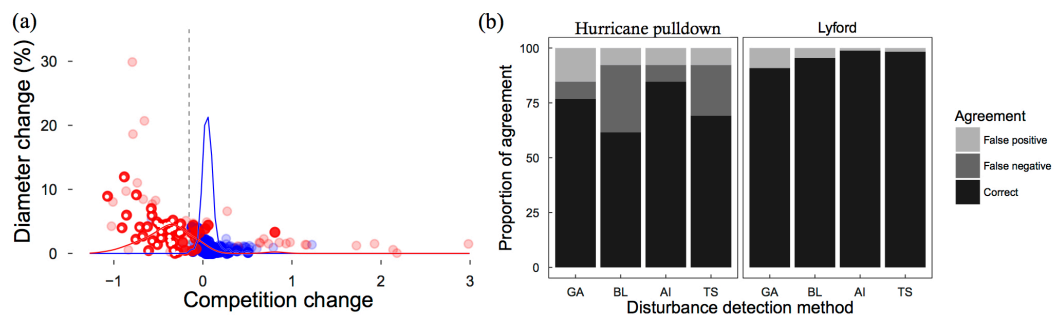 (a)
Diameter change (%)
30
20
10
0
−1 0 1 2 3
Competition change
(b)
Hurricane pulldown Lyford
Proportion of agreement
100
75
50
25
0
GA BL AI TS GA BL AI TS
Disturbance detection method
Agreement
False positive
False negative
Correct